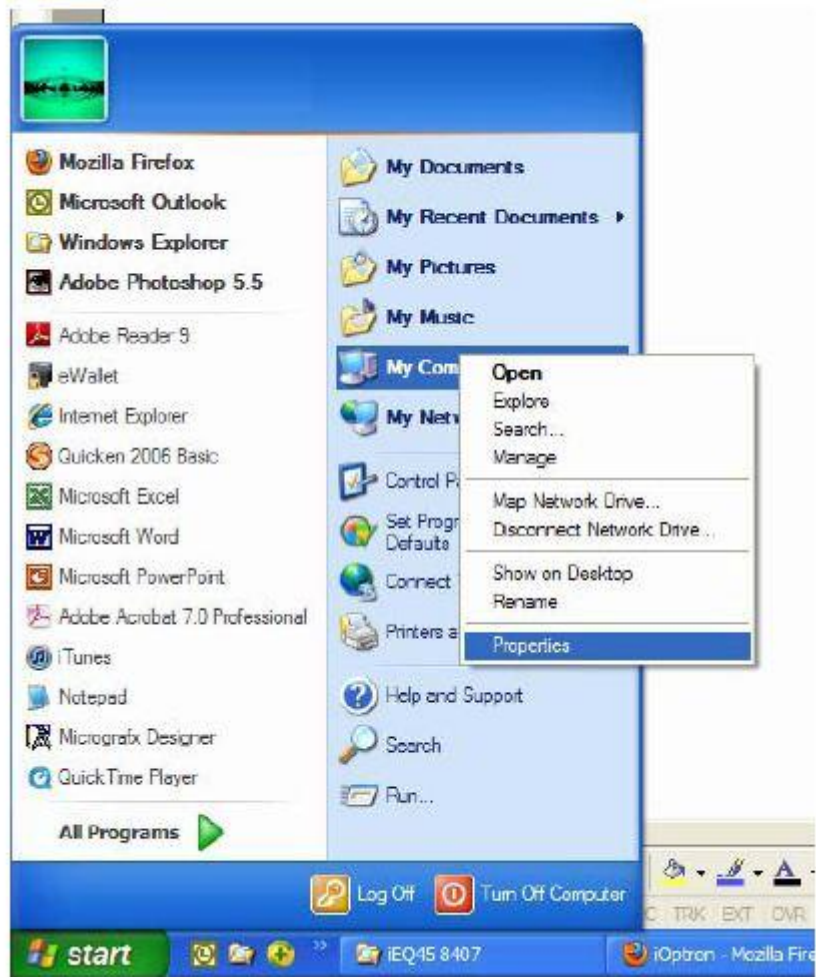 Mozilla Firefox
Microsoft Outlook
Windows Explorer
Adobe Photoshop 5.5
Adobe Reader 9
eWallet
Internet Explorer
Quicken 2006 Basic
Microsoft Excel
Microsoft Word
Microsoft PowerPoint
Adobe Acrobat 7.0 Professional
iTunes
Notepad
Micrografx Designer
QuickTime Player
All Programs
My Documents
My Recent Documents
My Pictures
My Music
My Com
My Netw
Control Pa
Set Progr
Defaults
Connect
Printers a
Help and Support
Search
Run...
Open
Explore
Search...
Manage
Map Network Drive...
Disconnect Network Drive...
Show on Desktop
Rename
Properties
Log Off
Turn Off Computer
C TRK EXT OVR
start
iEQ45 8407
iOptron - Mozilla Fire